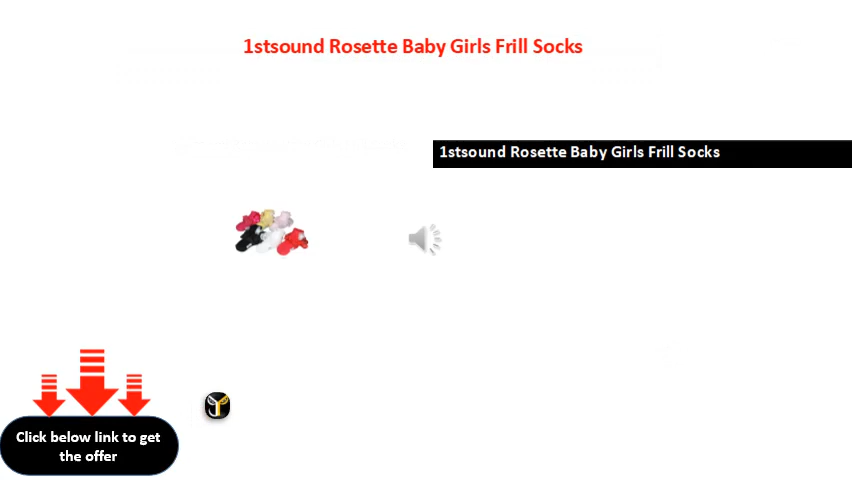 1stsound Rosette Baby Girls Frill Socks
1stsound Rosette Baby Girls Frill Socks
Click below link to get
the offer